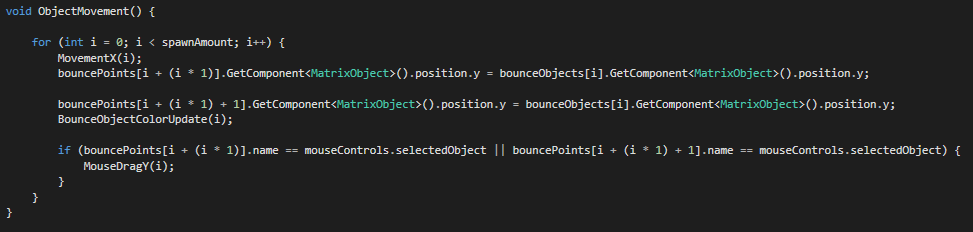 void ObjectMovement() {
for (int i = 0; i < spawnAmount; i++) {
MovementX(i);
bouncePoints[i + (i * 1)].GetComponent<MatrixObject>().position.y = bounceObjects[i].GetComponent<MatrixObject>().position.y;
bouncePoints[i + (i * 1) + 1].GetComponent<MatrixObject>().position.y = bounceObjects[i].GetComponent<MatrixObject>().position.y;
BounceObjectColorUpdate(i);
if (bouncePoints[i + (i * 1)].name == mouseControls.selectedObject || bouncePoints[i + (i * 1) + 1].name == mouseControls.selectedObject) {
MouseDragY(i);
}
}
}